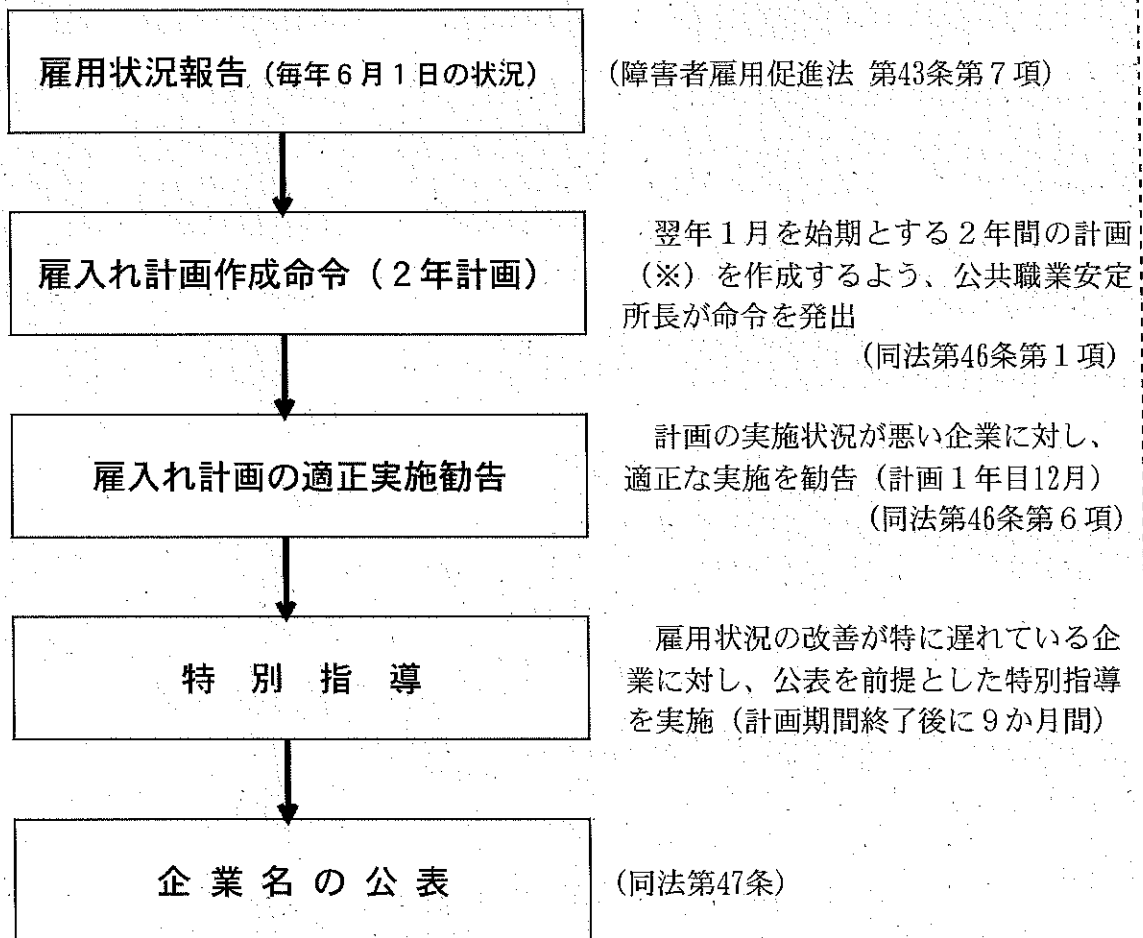 雇用状況報告（毎年６月１日の状況）
(障害者雇用促進法 第43条第７項)
雇入れ計画作成命令（２年計画）
翌年１月を始期とする２年間の計画
（※）を作成するよう、公共職業安定
所長が命令を発出
(同法第46条第１項)
雇入れ計画の適正実施勧告
計画の実施状況が悪い企業に対し、
適正な実施を勧告（計画１年目12月）
(同法第46条第６項)
特別指導
雇用状況の改善が特に遅れている企
業に対し、公表を前提とした特別指導
を実施（計画期間終了後に９か月間）
企業名の公表
(同法第47条)